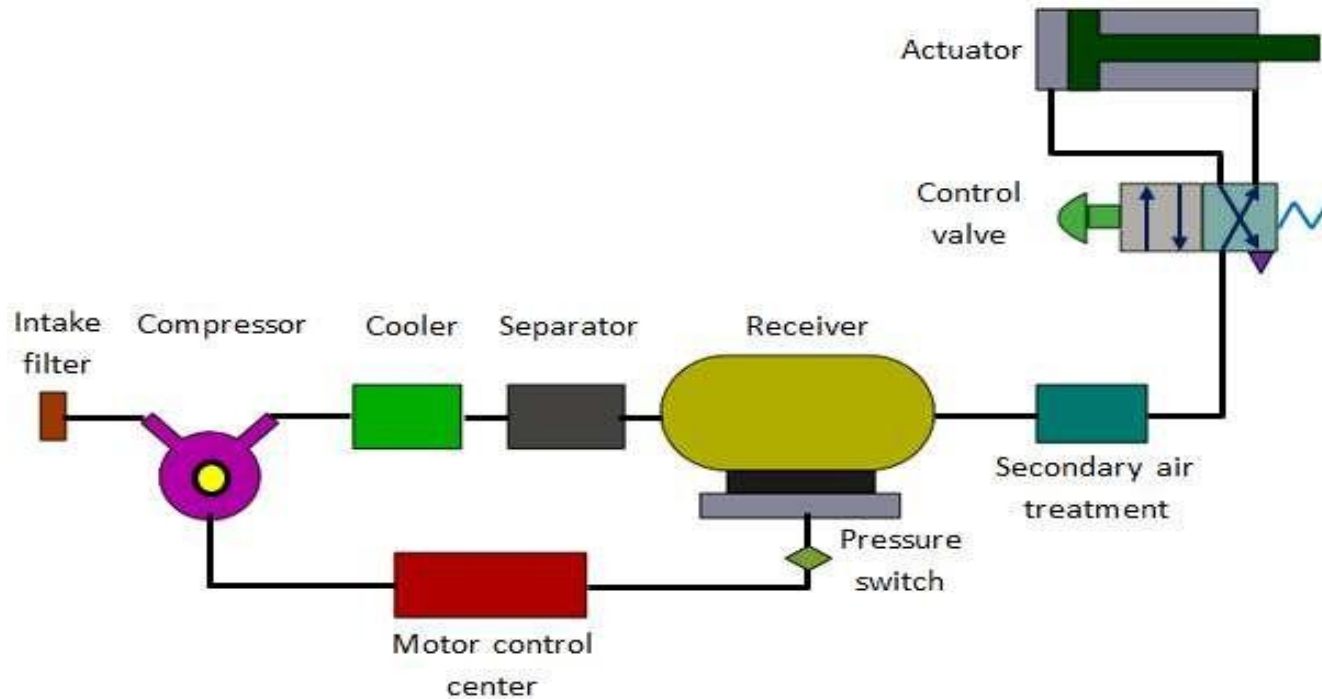 Actuator
Control
valve
Intake
filter
Compressor
Cooler
Separator
Receiver
Secondary air
treatment
Pressure
switch
Motor control
center